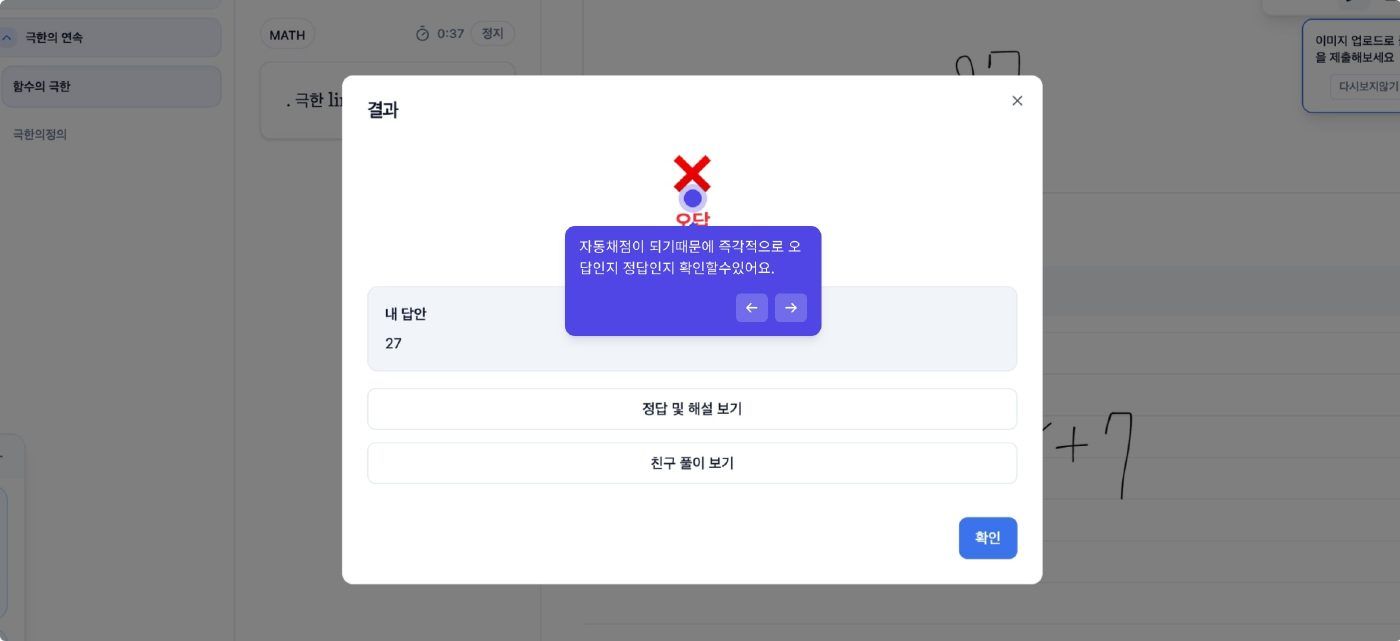 극한의 연속
함수의 극한
극한의정의
MATH
0:37
정지
. 극한
27
이미지 업로드로
을 제출해보세요
다시보지않기
+7
결과
오답
자동채점이 되기때문에 즉각적으로 오
답인지 정답인지 확인할수있어요.
내 답안
27
정답 및 해설 보기
친구 풀이 보기
확인